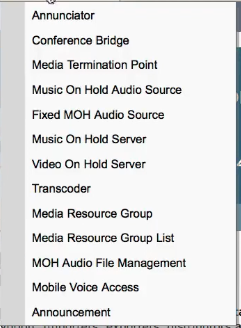 Annunciator
Conference Bridge
Media Termination Point
Music On Hold Audio Source
Fixed MOH Audio Source
Music On Hold Server
Video On Hold Server
Transcoder
Media Resource Group
Media Resource Group List
MOH Audio File Management
Mobile Voice Access
Announcement